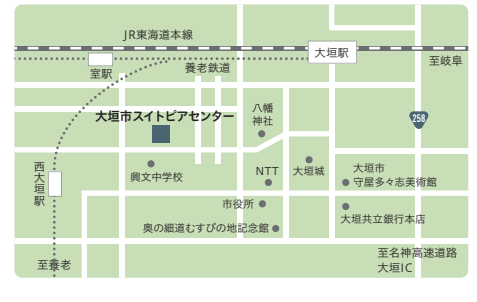 JR東海道本線
大垣駅
室駅
養老鉄道
至岐阜
大垣市スイトピアセンター
八幡
神社
258
西大垣駅
興文中学校
NTT
大垣城
大垣市
守屋多々志美術館
市役所
大垣共立銀行本店
奥の細道むすびの地記念館
至養老
至名神高速道路
大垣IC